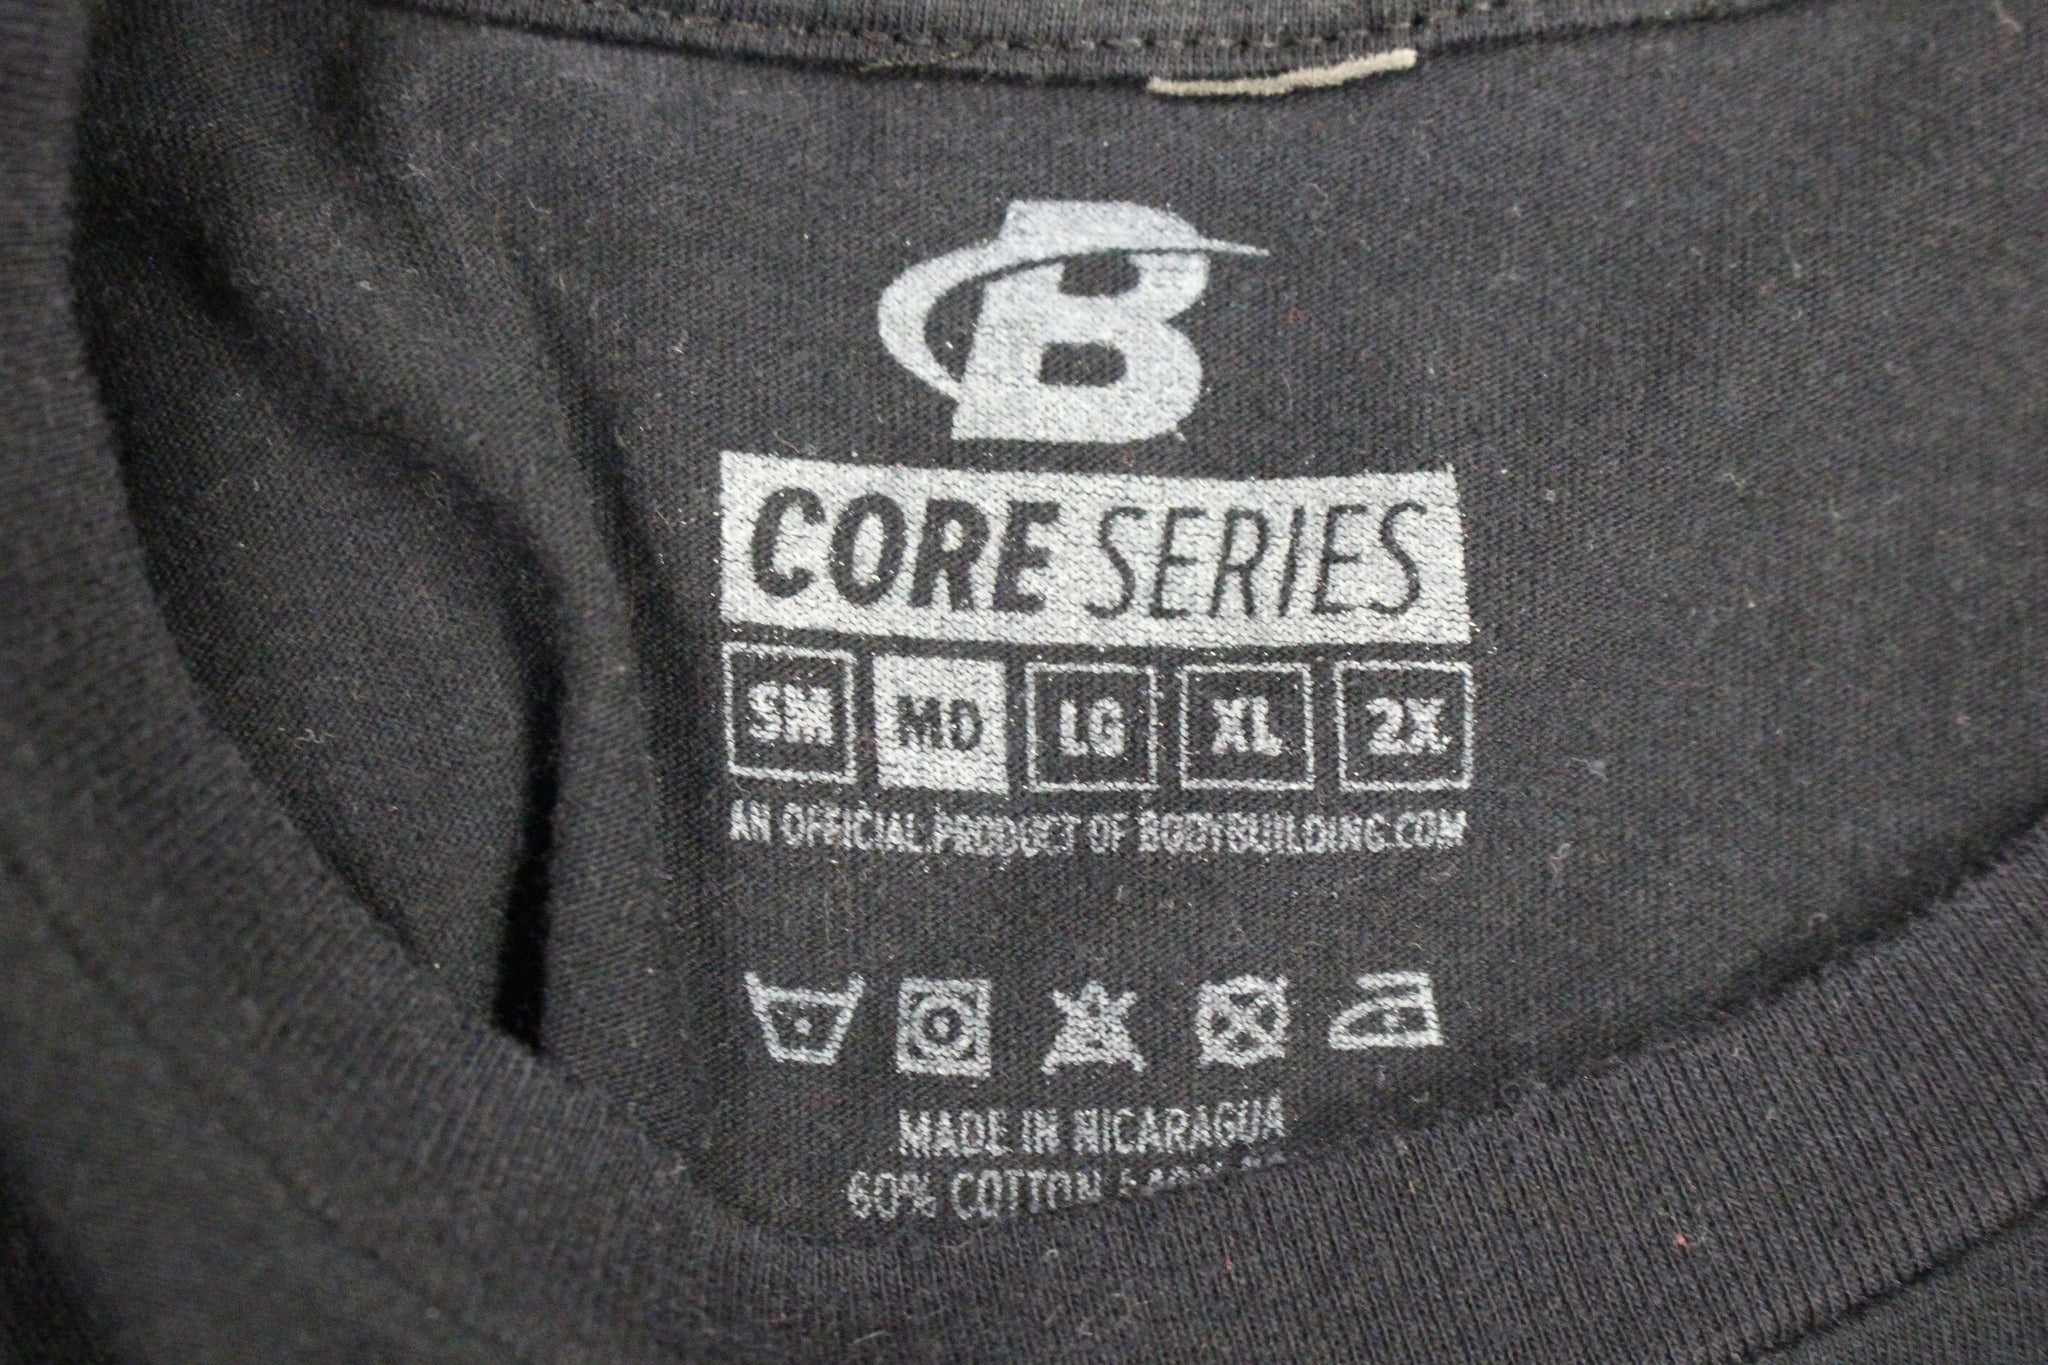 B
CORE SERIES
SM MD LG XL 2X
AN OFFICIAL PRODUCT OF BODYBUILDING.COM
MADE IN NICARAGUA
60% COTTON